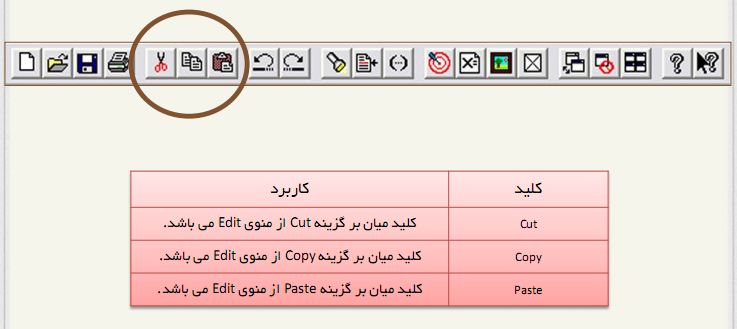 کلید کاربرد
Cut کلید میان بر گزینه Cut از منوی Edit می باشد.
Copy کلید میان بر گزینه Copy از منوی Edit می باشد.
Paste کلید میان بر گزینه Paste از منوی Edit می باشد.